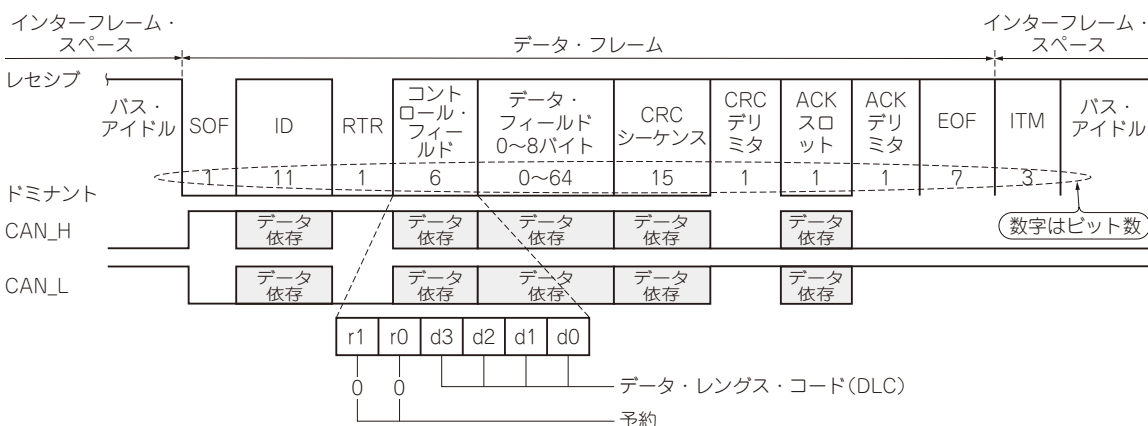 インターフレーム・
スペース
データ・フレーム
インターフレーム・
スペース
レセシブ
バス・
アイドル
SOF
ID
RTR
コント
ロール・
フィー
ルド
データ・
フィールド
0～8バイト
CRC
シーケンス
CRC
デリ
ミタ
ACK
スロ
ット
ACK
デリ
ミタ
EOF
ITM
バス・
アイドル
ドミナント
1
11
1
6
0～64
15
1
1
1
7
3
数字はビット数
CAN_H
データ
依存
データ
依存
データ
依存
データ
依存
データ
依存
CAN_L
データ
依存
データ
依存
データ
依存
データ
依存
データ
依存
r1 r0 d3 d2 d1 d0
0 0
データ・レングス・コード(DLC)
予約